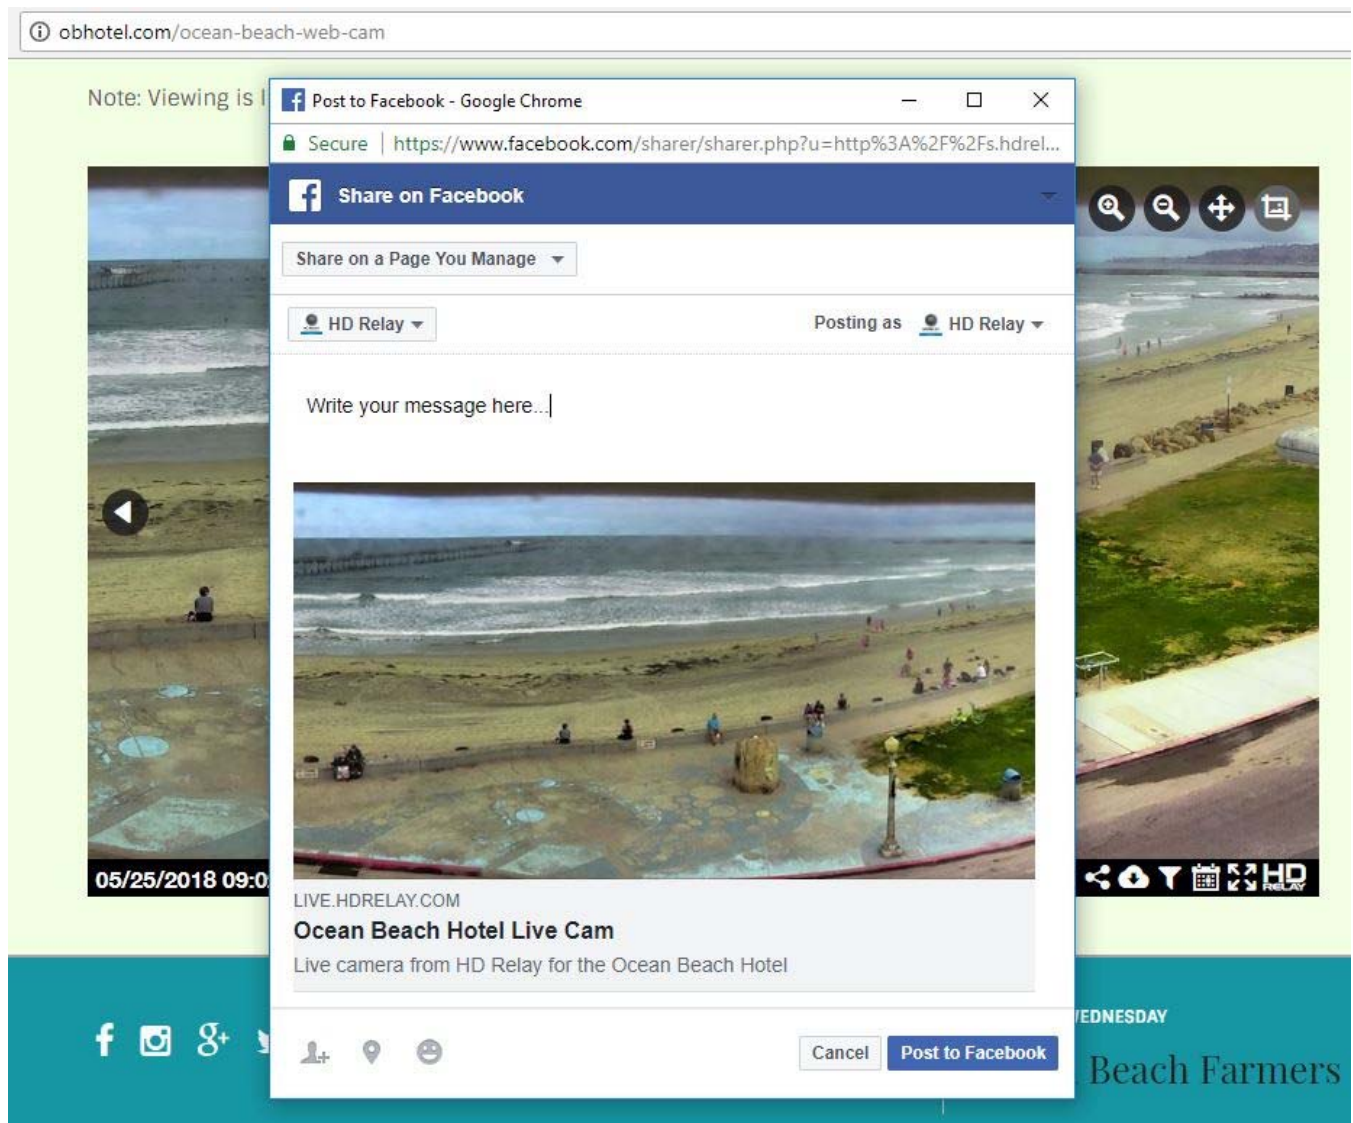 obhotel.com/ocean-beach-web-cam
Note: Viewing is
Post to Facebook - Google Chrome
Secure | https://www.facebook.com/sharer/sharer.php?u=http%3A%2F%2Fs.hdrel...
Share on Facebook
Share on a Page You Manage
HD Relay
Posting as HD Relay
Write your message here...
05/25/2018 09:0
HD
RELAY
LIVE.HDRELAY.COM
Ocean Beach Hotel Live Cam
Live camera from HD Relay for the Ocean Beach Hotel
EDNESDAY
Cancel
Post to Facebook
Beach Farmers